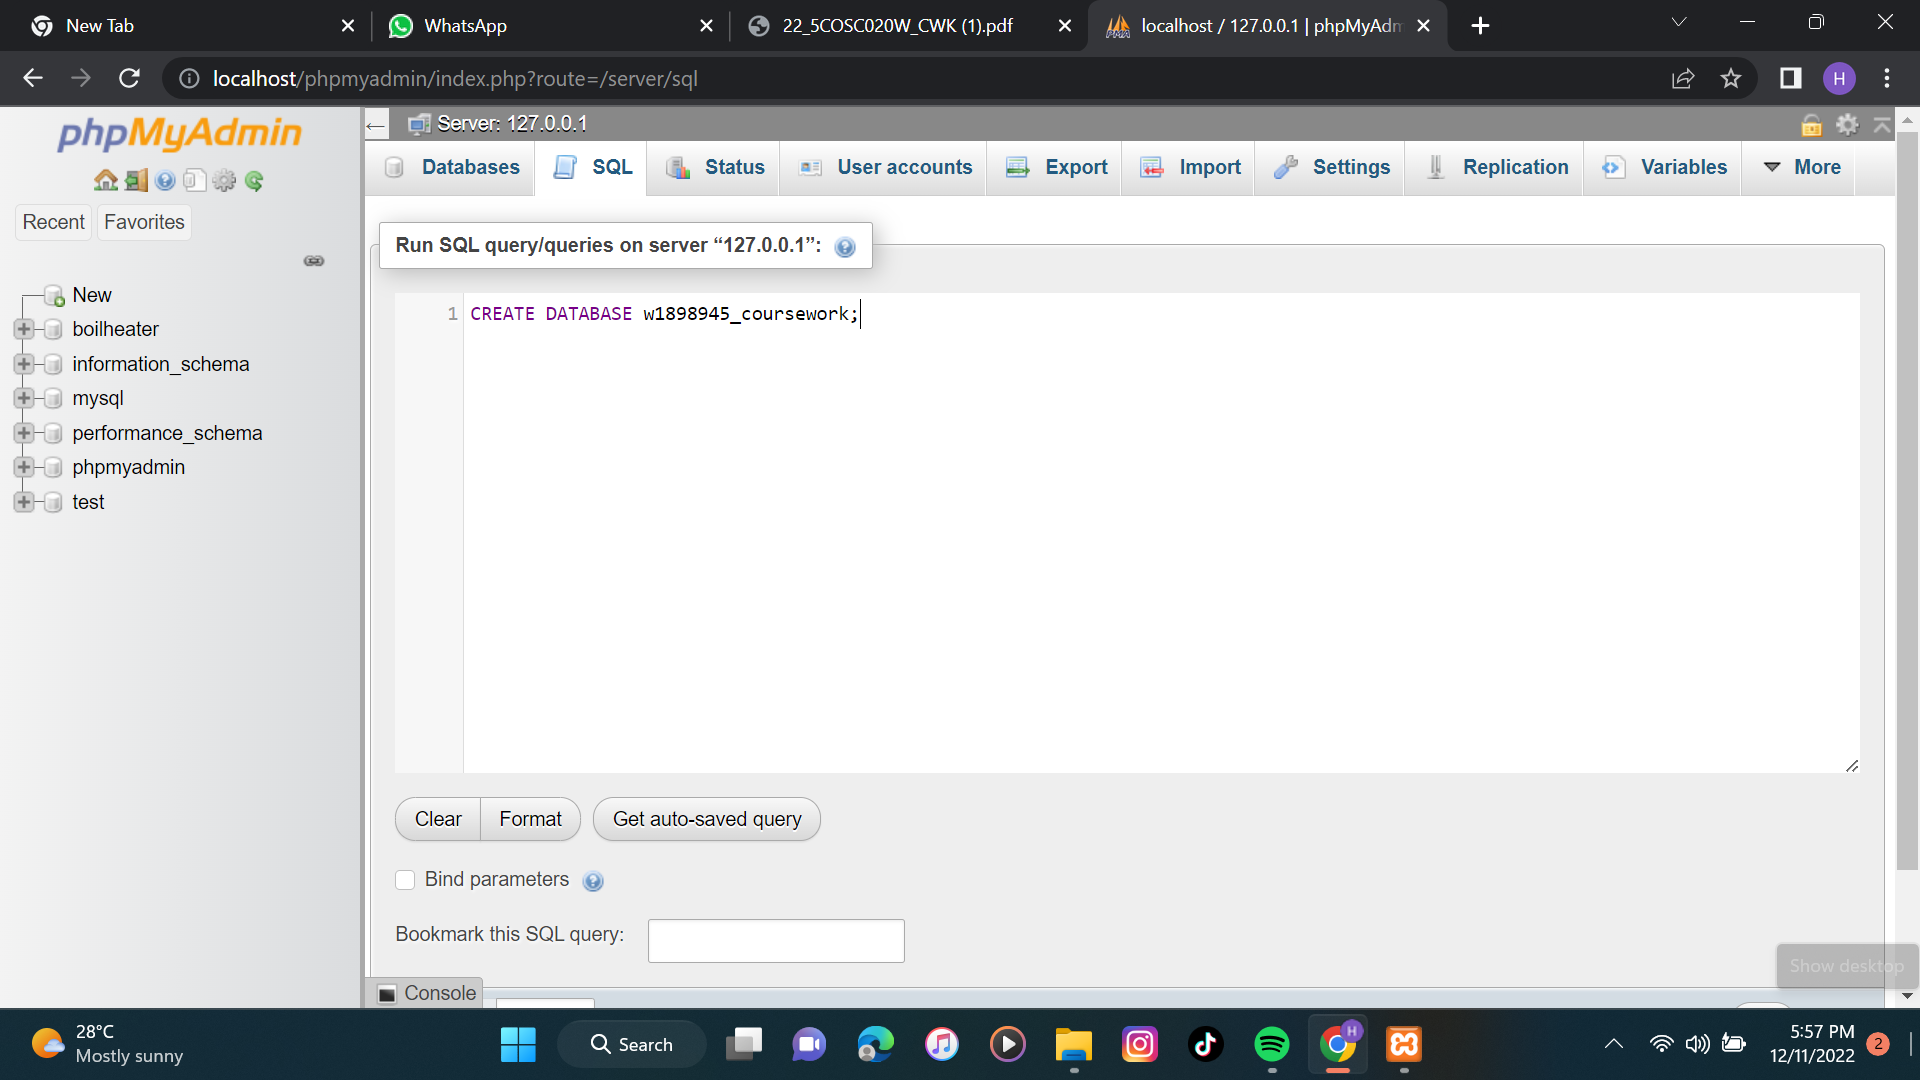 New Tab
WhatsApp
22_5COSC020W_CWK (1).pdf
localhost / 127.0.0.1 | phpMyAdm
localhost/phpmyadmin/index.php?route=/server/sql
H
phpMyAdmin
Recent
Favorites
New
boilheater
information_schema
mysql
performance_schema
phpmyadmin
test
Server: 127.0.0.1
Databases
SQL
Status
User accounts
Export
Import
Settings
Replication
Variables
More
Run SQL query/queries on server “127.0.0.1”:
1 CREATE DATABASE w1898945_coursework;
Clear
Format
Get auto-saved query
Bind parameters
Bookmark this SQL query:
Console
Show desktop
28°C
Mostly sunny
Search
H
5:57 PM
12/11/2022
2